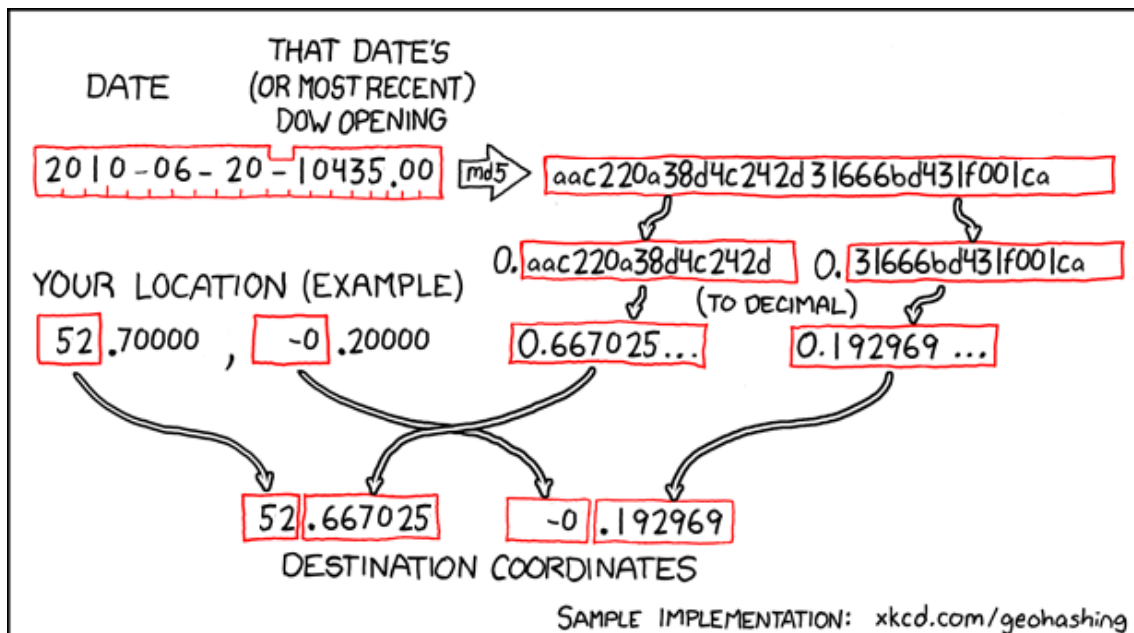 DATE
THAT DATE'S
(OR MOST RECENT)
DOW OPENING
2010-06-20-10435.00
md5
aac220a38d4c242d31666bd431f001ca
0.aac220a38d4c242d
0.31666bd431f001ca
(TO DECIMAL)
YOUR LOCATION (EXAMPLE)
52.70000, -0.20000
0.667025...
0.192969...
52.667025
-0.192969
DESTINATION COORDINATES
SAMPLE IMPLEMENTATION: xkcd.com/geohashing